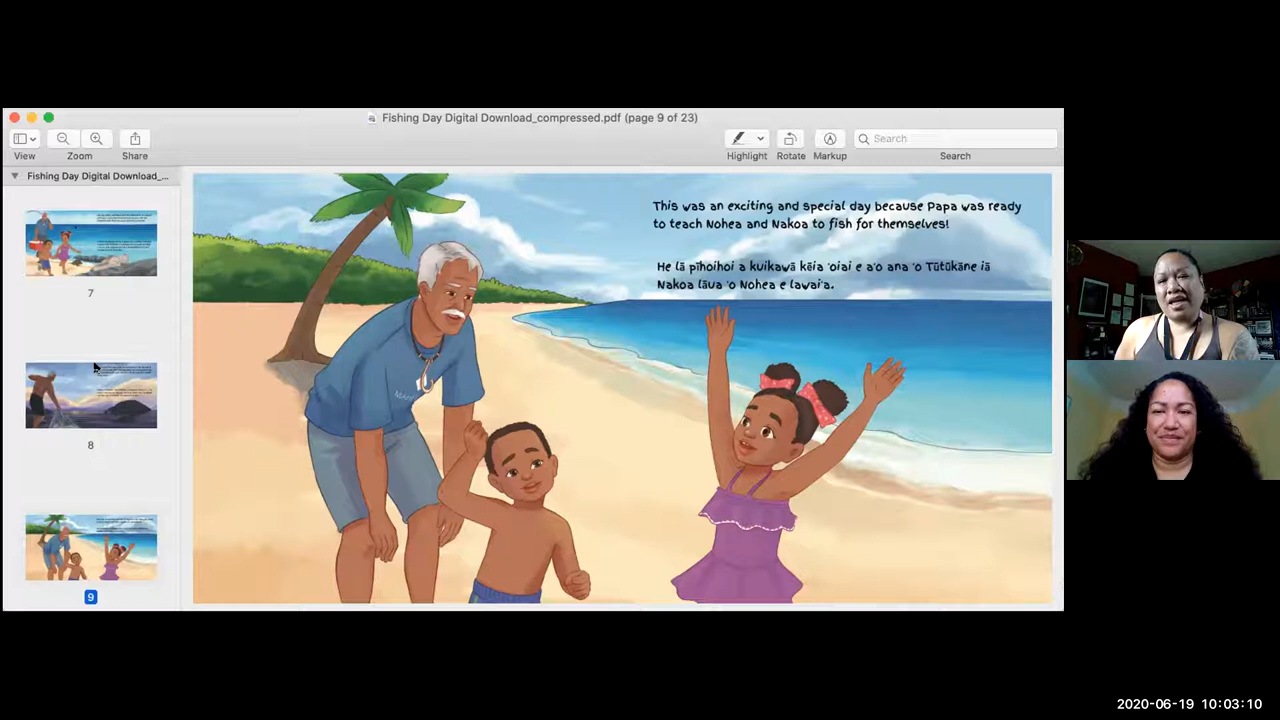 Fishing Day Digital Download_compressed.pdf (page 9 of 23)
View
Zoom
Share
Highlight
Rotate
Markup
Search
Search
Fishing Day Digital Download_...
7
8
9
This was an exciting and special day because Papa was ready
to teach Nohea and Nakoa to fish for themselves!
He lā pīhoihoi a kuikawā kēia ʻoiai e aʻo ana ʻo Tūtūkāne iā
Nakoa lāua ʻo Nohea e lawaiʻa.
2020-06-19 10:03:10